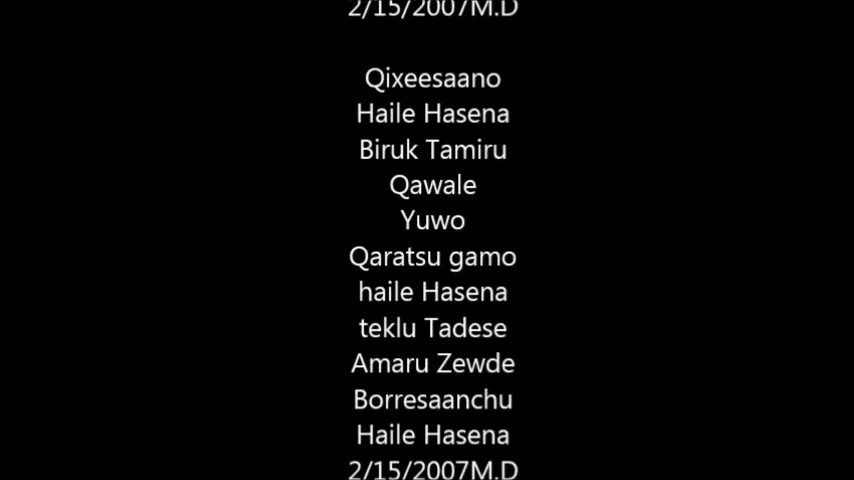 2/15/2007M.D
Qixeesaano
Haile Hasena
Biruk Tamiru
Qawale
Yuwo
Qaratsu gamo
haile Hasena
teklu Tadese
Amaru Zewde
Borresaanchu
Haile Hasena
2/15/2007M.D